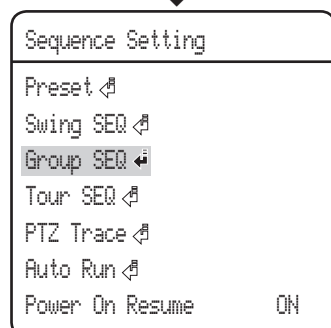 Sequence Setting
Preset ↵
Swing SEQ ↵
Group SEQ ↵
Tour SEQ ↵
PTZ Trace ↵
Auto Run ↵
Power On Resume ON